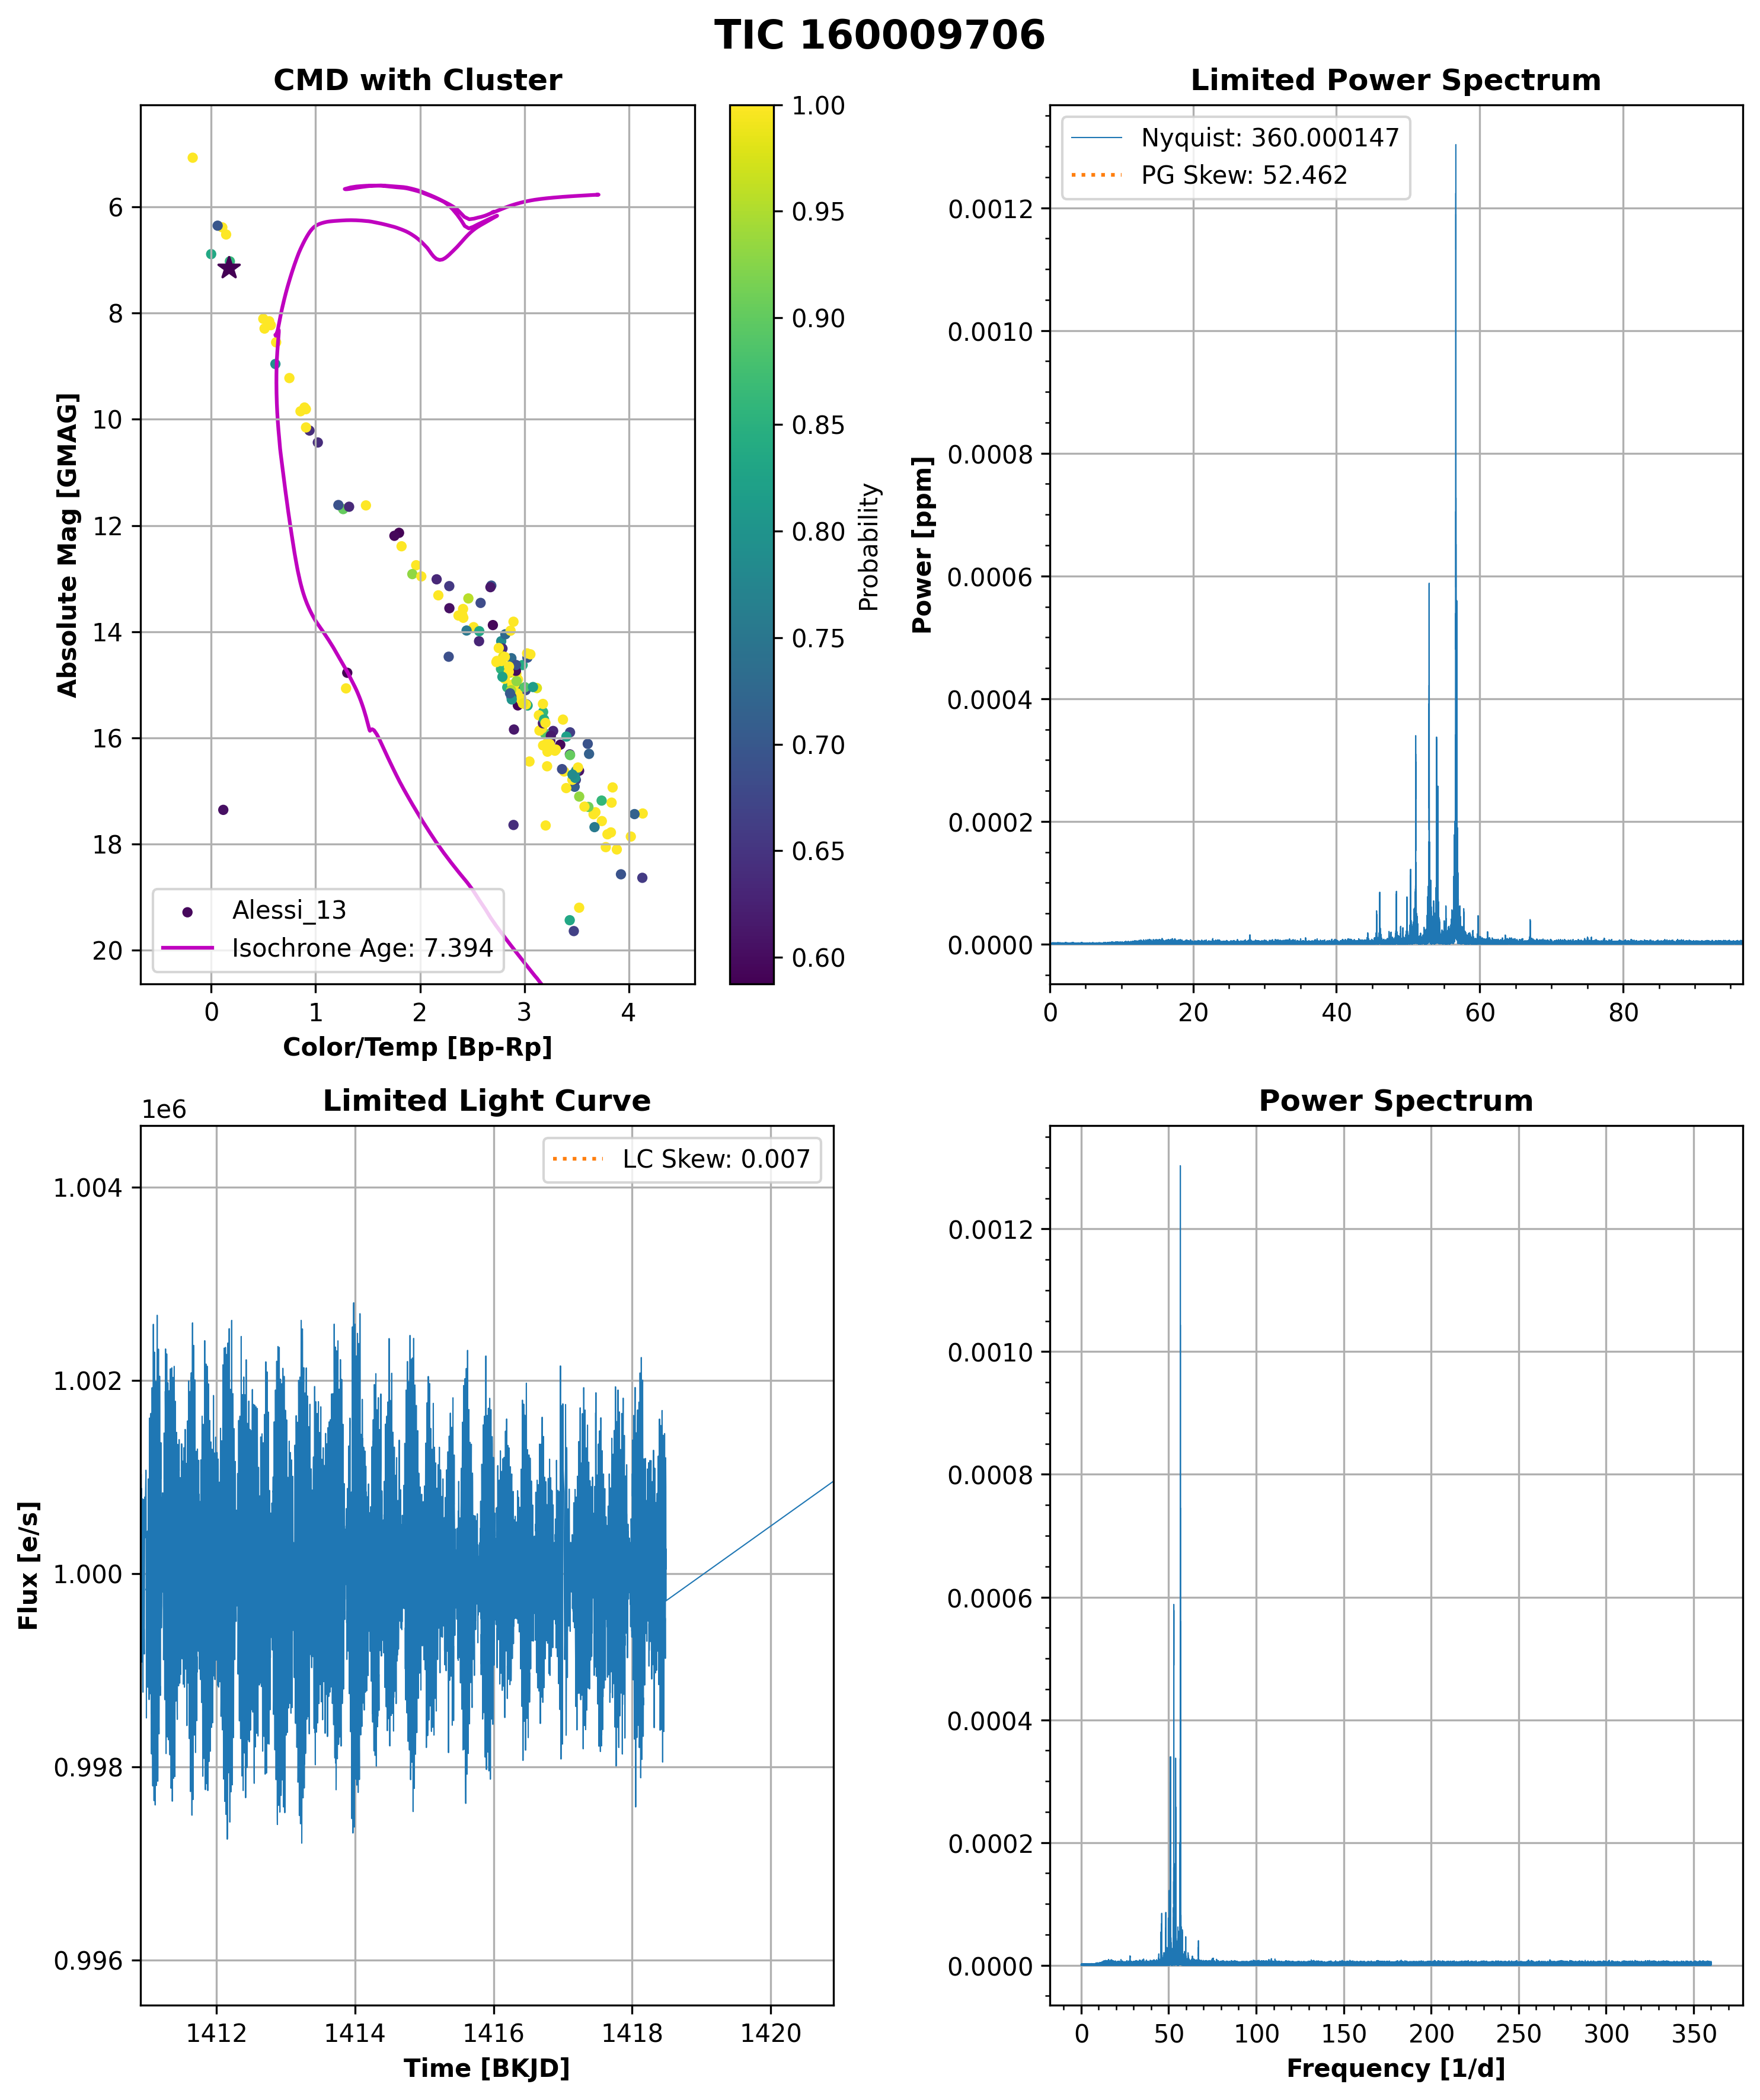 TIC 160009706
CMD with Cluster
6
8
10
12
14
16
18
20
0 1 2 3 4
Absolute Mag [GMAG]
Color/Temp [Bp-Rp]
Alessi_13
Isochrone Age: 7.394
1.00
0.95
0.90
0.85
0.80
0.75
0.70
0.65
0.60
Probability
Limited Power Spectrum
Nyquist: 360.000147
PG Skew: 52.462
0.0012
0.0010
0.0008
0.0006
0.0004
0.0002
0.0000
0 20 40 60 80
Power [ppm]
Limited Light Curve
1e6
LC Skew: 0.007
1.004
1.002
1.000
0.998
0.996
1412 1414 1416 1418 1420
Flux [e/s]
Time [BKJD]
Power Spectrum
0.0012
0.0010
0.0008
0.0006
0.0004
0.0002
0.0000
0 50 100 150 200 250 300 350
Frequency [1/d]